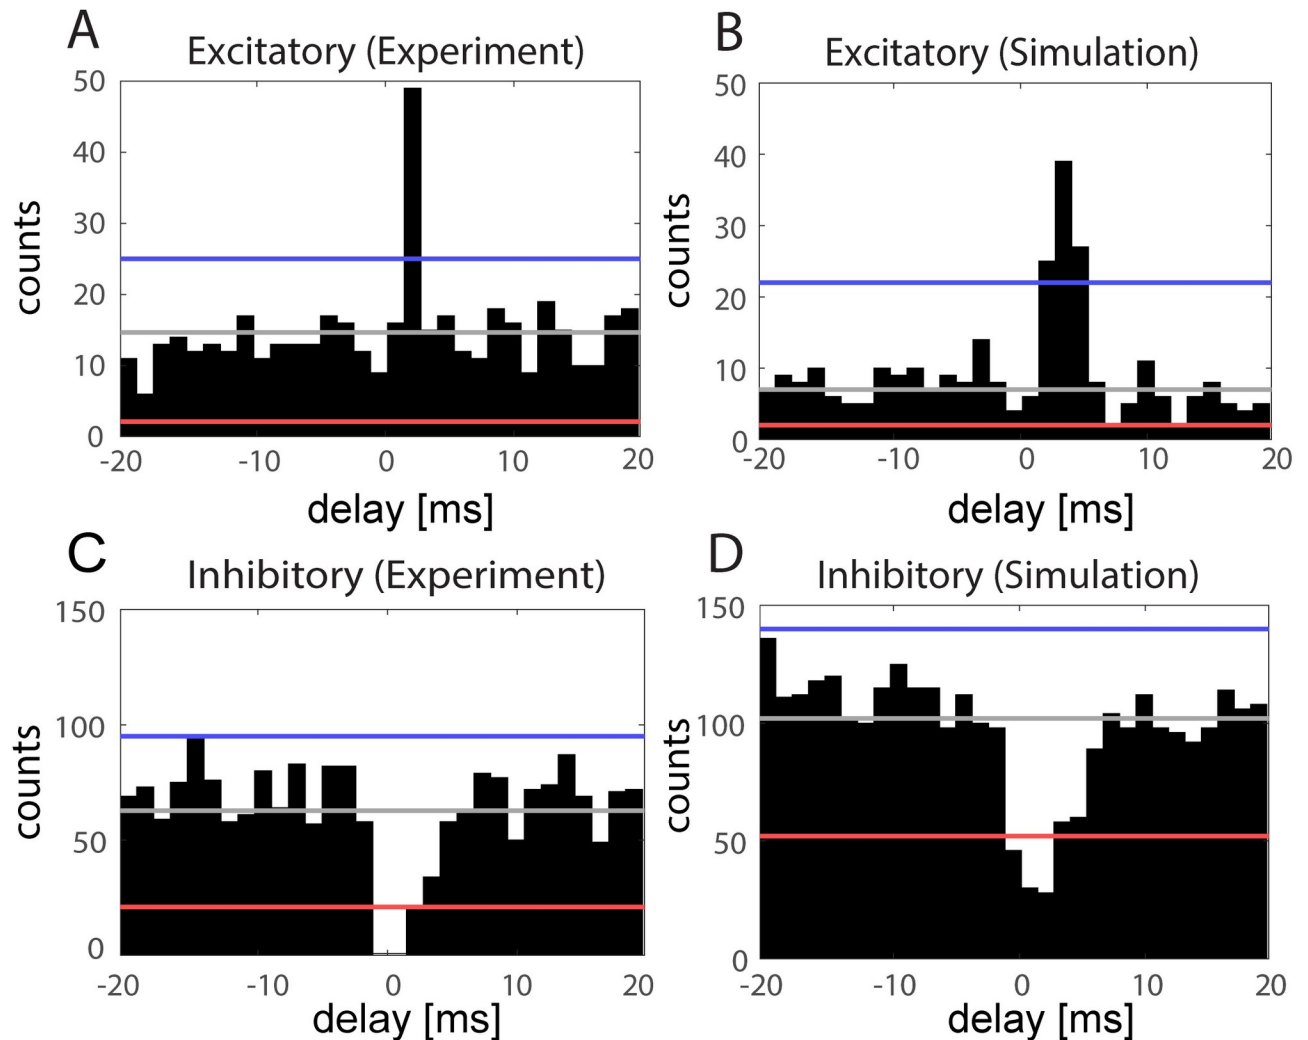 A
Excitatory (Experiment)
50
40
30
20
10
0
counts
-20
-10
0
10
20
delay [ms]
B
Excitatory (Simulation)
50
40
30
20
10
0
counts
-20
-10
0
10
20
delay [ms]
C
Inhibitory (Experiment)
150
100
50
0
counts
-20
-10
0
10
20
delay [ms]
D
Inhibitory (Simulation)
150
100
50
0
counts
-20
-10
0
10
20
delay [ms]